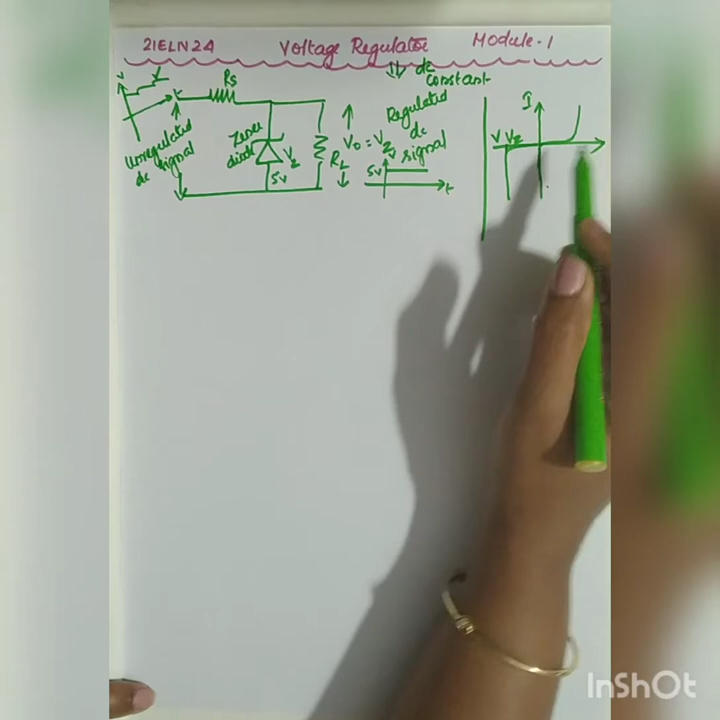 21ELN24 Voltage Regulator Module-1
⇓ dc
constant
V
t
Rs
Unregulated
dc
signal
Zener
diode
Vz
5V
RL
Vo = Vz
Regulated
dc
signal
5V
t
I
V Vz
InShOt